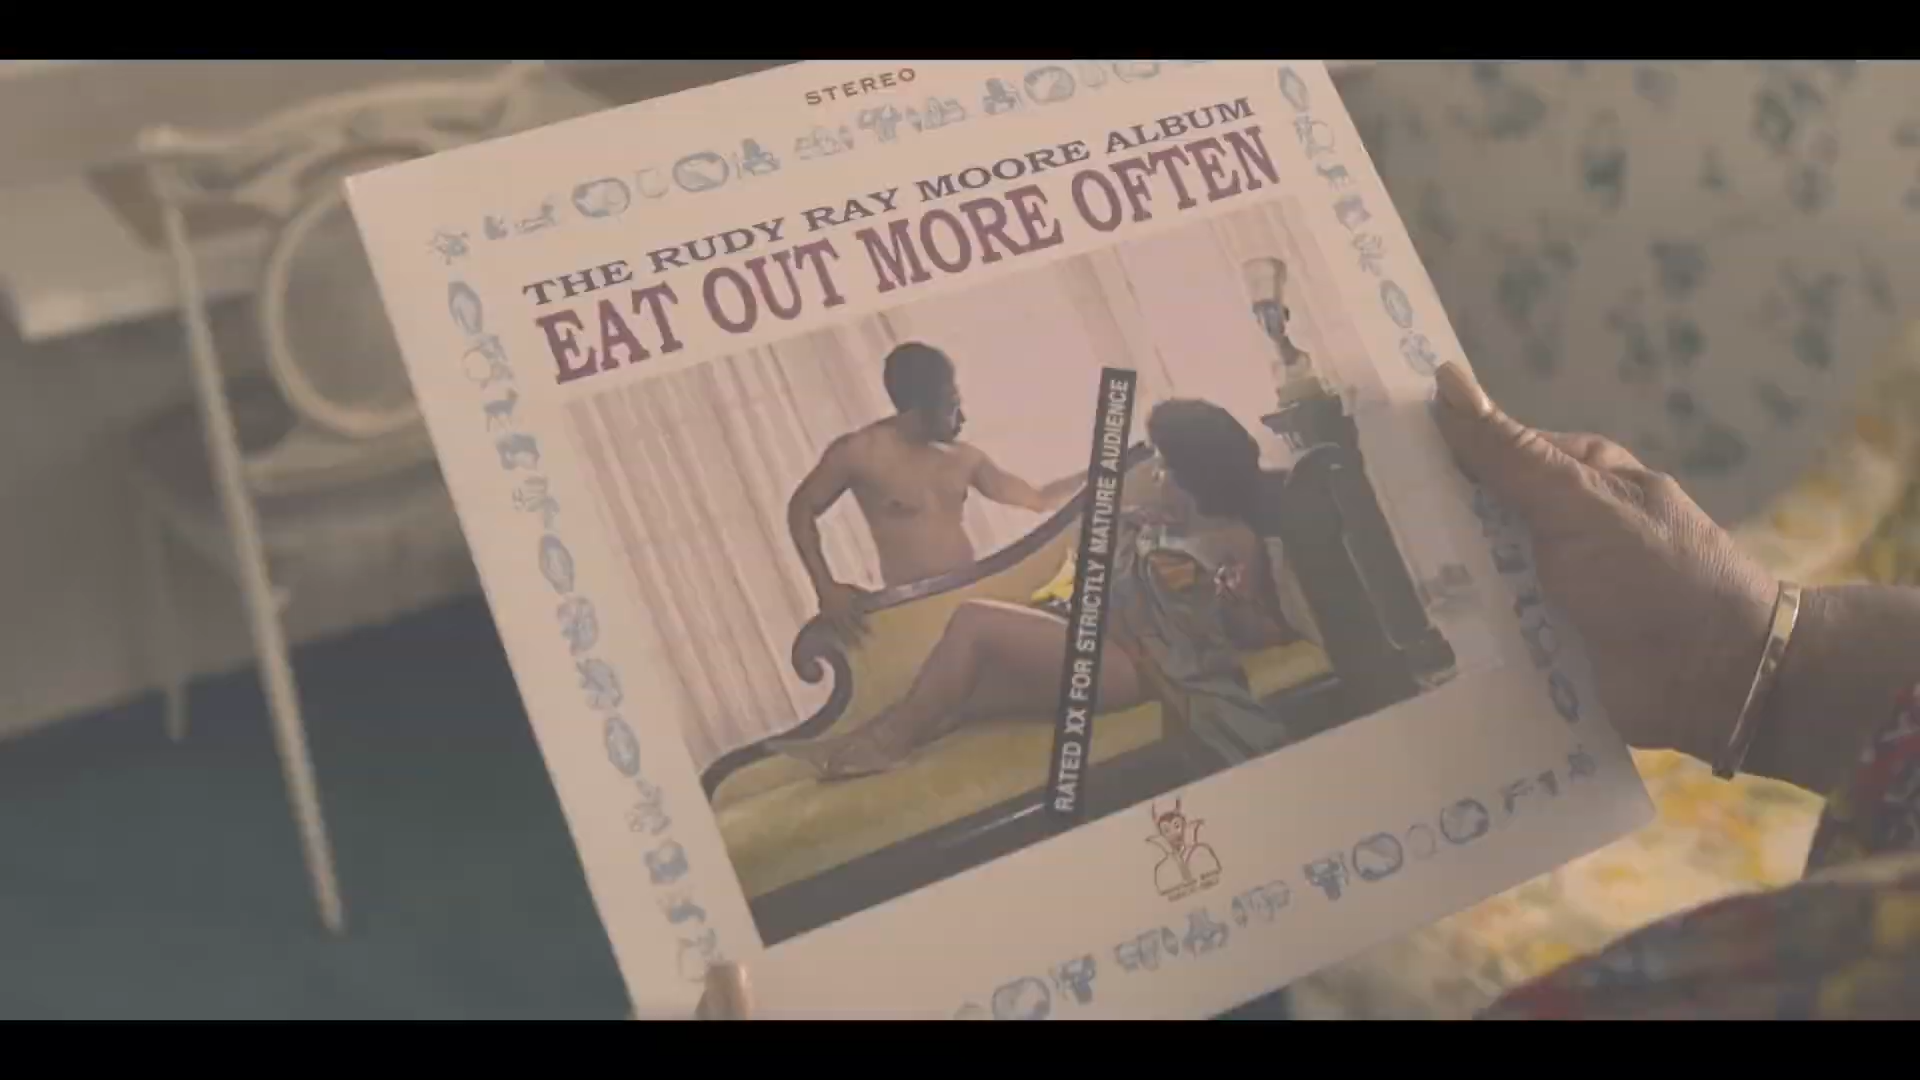 STEREO
THE RUDY RAY MOORE ALBUM
EAT OUT MORE OFTEN
RATED XX FOR STRICTLY MATURE AUDIENCE